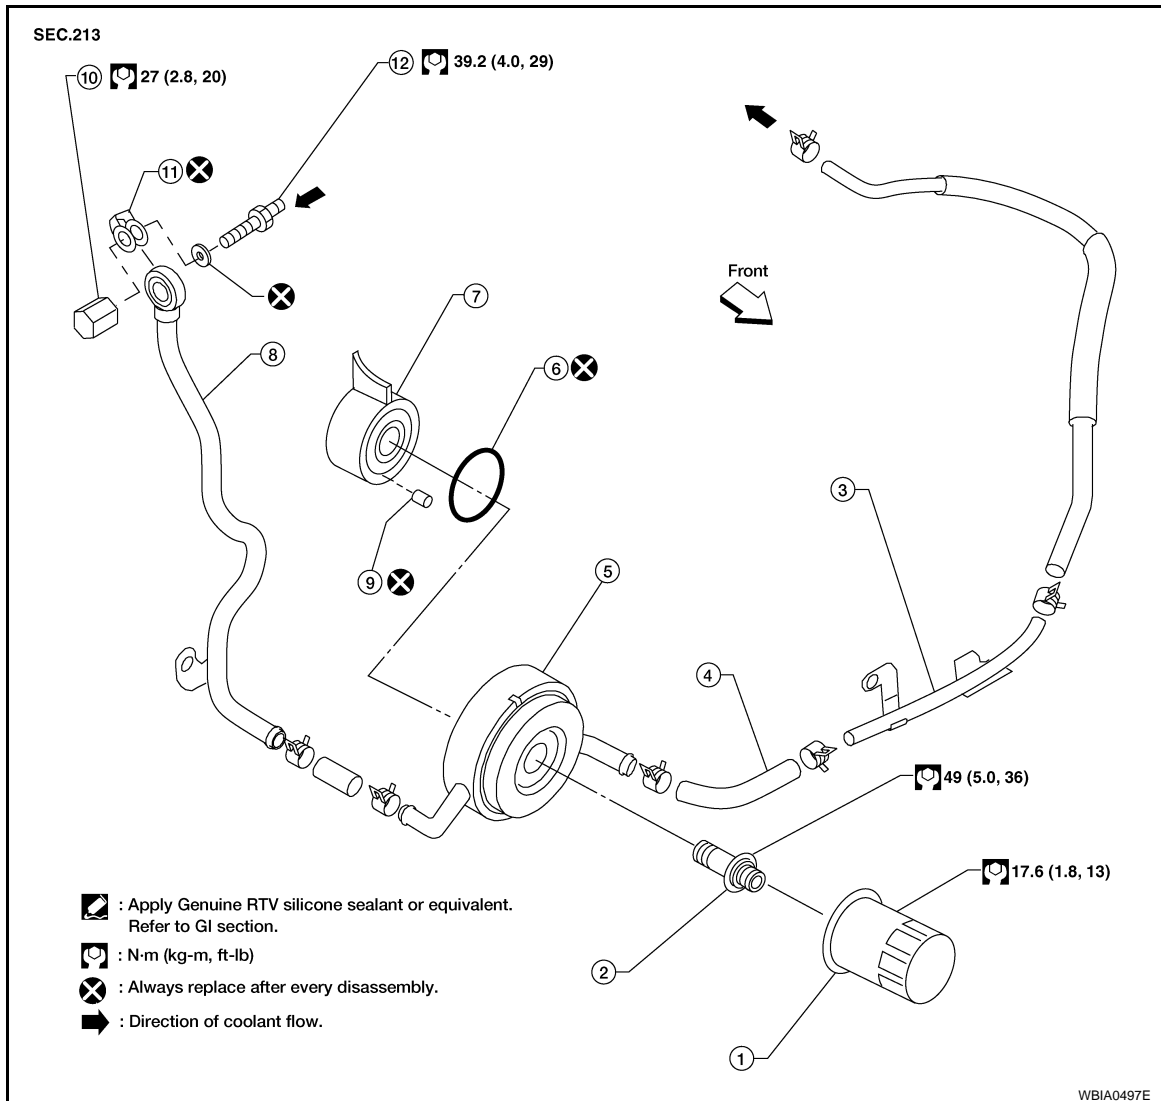 SEC.213
10 27 (2.8, 20)
12 39.2 (4.0, 29)
11
Front
7
8
6
3
9
5
4
49 (5.0, 36)
17.6 (1.8, 13)
2
1
: Apply Genuine RTV silicone sealant or equivalent.
Refer to GI section.
: N·m (kg-m, ft-lb)
: Always replace after every disassembly.
: Direction of coolant flow.
WBIA0497E